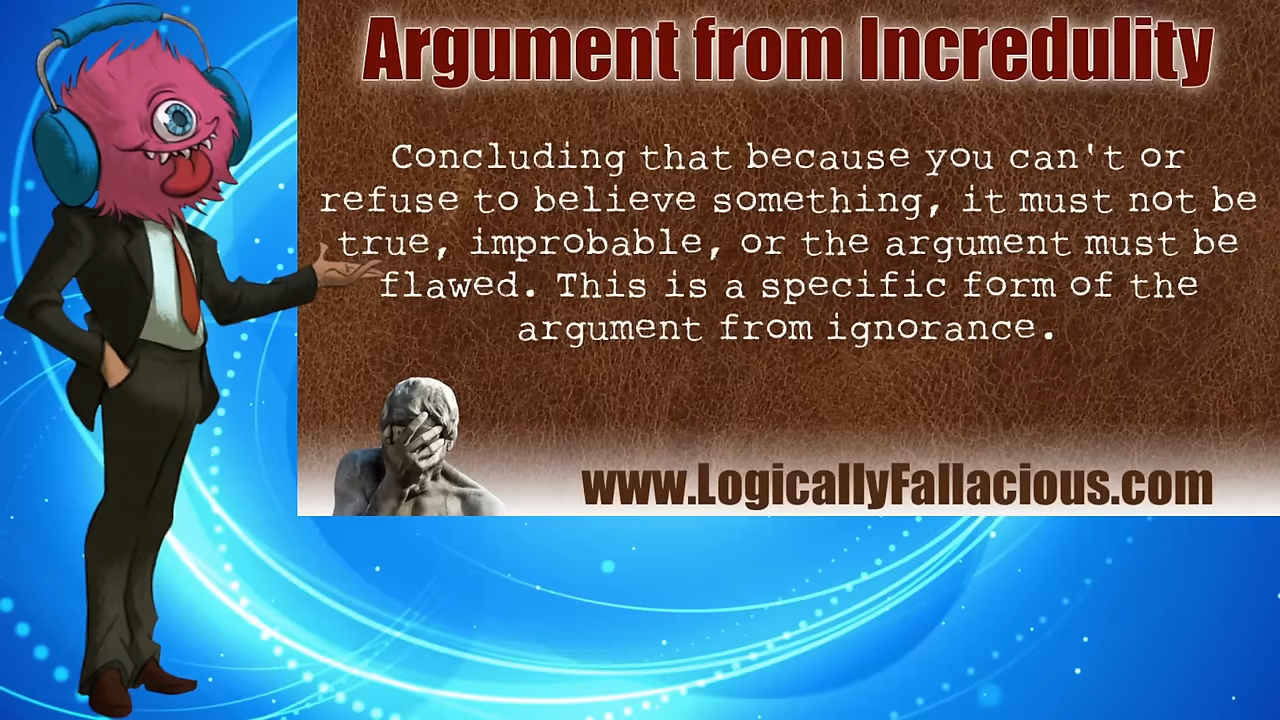 Argument from Incredulity
Concluding that because you can't or
refuse to believe something, it must not be
true, improbable, or the argument must be
flawed. This is a specific form of the
argument from ignorance.
www.LogicallyFallacious.com